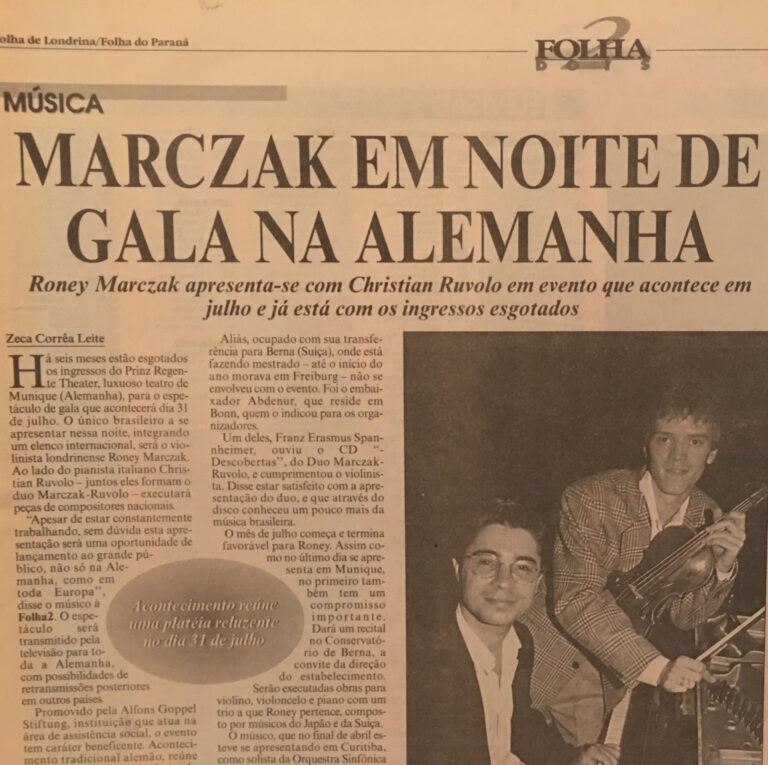 olha de Londrina/Folha do Paraná
FOLHA
2
DOIS
MÚSICA
MARCZAK EM NOITE DE
GALA NA ALEMANHA
Roney Marczak apresenta-se com Christian Ruvolo em evento que acontece em
julho e já está com os ingressos esgotados
Zeca Corrêa Leite
Há seis meses estão esgotados
os ingressos do Prinz Regen-
te Theater, luxuoso teatro de
Munique (Alemanha), para o espe-
táculo de gala que acontecerá dia 31
de julho. O único brasileiro a se
apresentar nessa noite, integrando
um elenco internacional, será o vio-
linista londrinense Roney Marczak.
Ao lado do pianista italiano Chris-
tian Ruvolo – juntos eles formam o
duo Marczak-Ruvolo – executará
peças de compositores nacionais.
“Apesar de estar constantemente
trabalhando, sem dúvida esta apre-
sentação será uma oportunidade de
lançamento ao grande pú-
blico, não só na Ale-
manha, como em
toda Europa”,
disse o músico à
Folha2. O espe-
táculo será
transmitido pela
televisão para to-
da a Alemanha,
com possibilidades de
retransmissões posteriores
em outros países.
Promovido pela Alfons Goppel
Stiftung, instituição que atua na
área de assistência social, o evento
tem caráter beneficente. Aconteci-
mento tradicional alemão, reúne
Acontecimento reúne
uma platéia reluzente
no dia 31 de julho
Aliás, ocupado com sua transfe-
rência para Berna (Suíça), onde está
fazendo mestrado – até o início do
ano morava em Freiburg – não se
envolveu com o evento. Foi o embai-
xador Abdenur, que reside em
Bonn, quem o indicou para os orga-
nizadores.
Um deles, Franz Erasmus Span-
nheimer, ouviu o CD “-
Descobertas”, do Duo Marczak-
Ruvolo, e cumprimentou o violinis-
ta. Disse estar satisfeito com a apre-
sentação do duo, e que através do
disco conheceu um pouco mais da
música brasileira.
O mês de julho começa e termina
favorável para Roney. Assim co-
mo no último dia se apre-
senta em Munique,
no primeiro tam-
bém tem um
compromisso
importante.
Dará um recital
no Conservató-
rio de Berna, a
convite da direção
do estabelecimento.
Serão executadas obras para
violino, violoncelo e piano com um
trio a que Roney pertence, compos-
to por músicos do Japão e da Suíça.
O músico, que no final de abril es-
teve se apresentando em Curitiba,
como solista da Orquestra Sinfônica